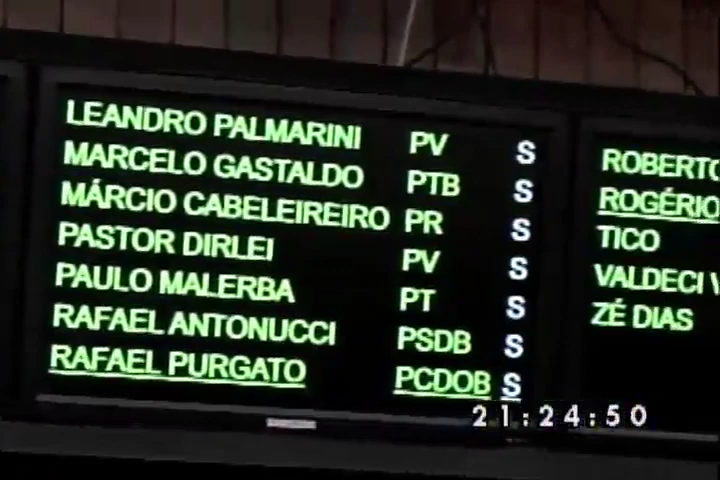 LEANDRO PALMARINI PV S
MARCELO GASTALDO PTB S
MÁRCIO CABELEIREIRO PR S
PASTOR DIRLEI PV S
PAULO MALERBA PT S
RAFAEL ANTONUCCI PSDB S
RAFAEL PURGATO PCDOB S
ROBERTO
ROGÉRIO
TICO
VALDECI
ZÉ DIAS
21:24:50